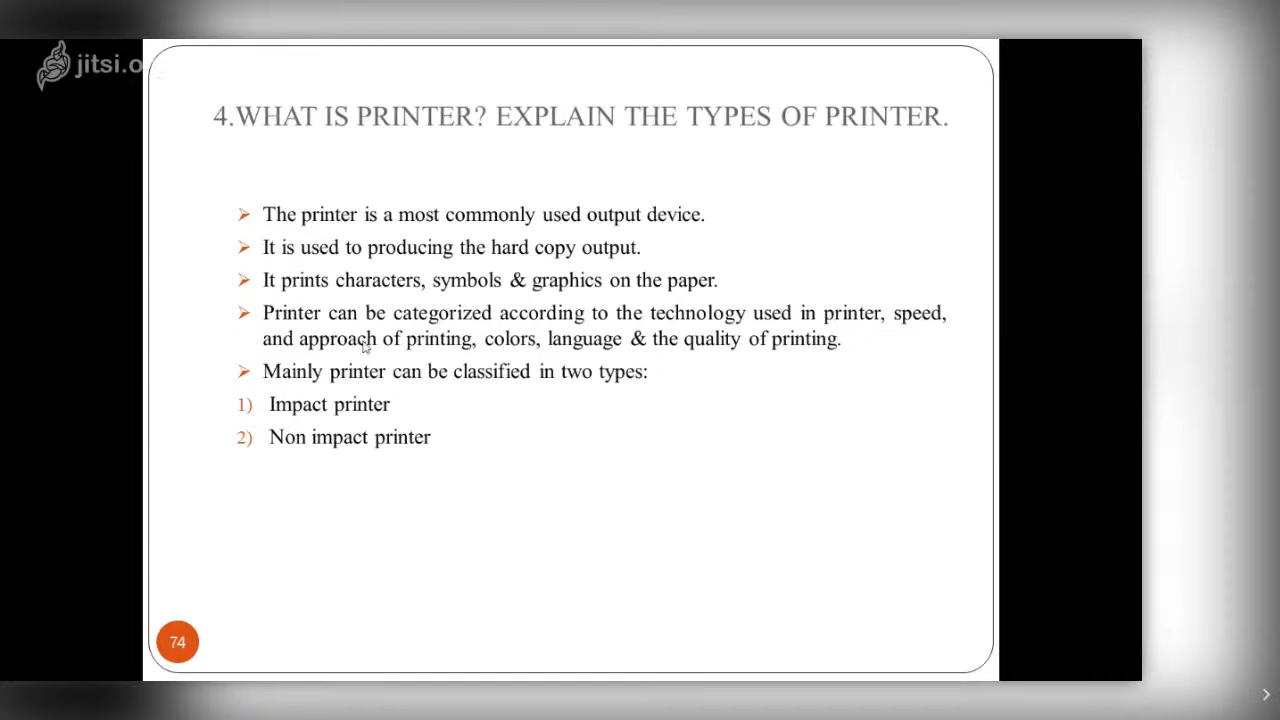 jitsi.o
4.WHAT IS PRINTER? EXPLAIN THE TYPES OF PRINTER.
➢ The printer is a most commonly used output device.
➢ It is used to producing the hard copy output.
➢ It prints characters, symbols & graphics on the paper.
➢ Printer can be categorized according to the technology used in printer, speed,
and approach of printing, colors, language & the quality of printing.
➢ Mainly printer can be classified in two types:
1) Impact printer
2) Non impact printer
74